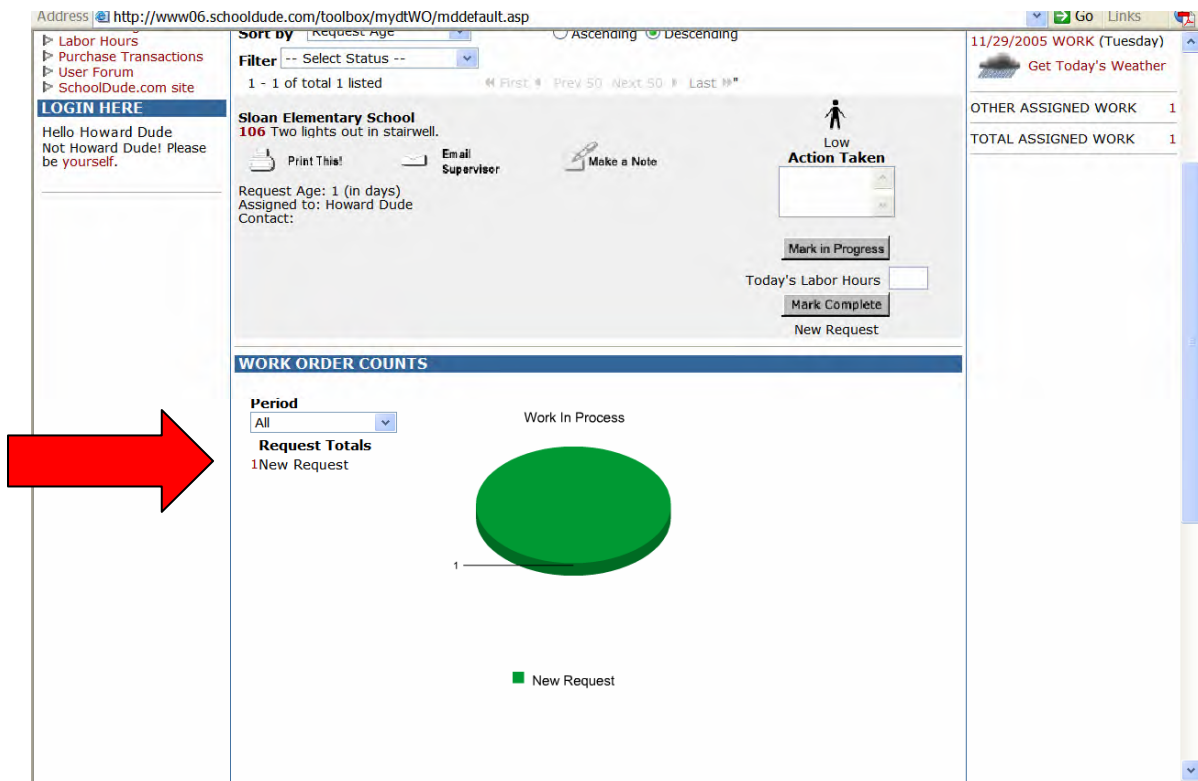 Address http://www06.schooldude.com/toolbox/mydtWO/mddefault.asp Go Links
Labor Hours
Purchase Transactions
User Forum
SchoolDude.com site
LOGIN HERE
Hello Howard Dude
Not Howard Dude! Please
be yourself.
Sort by Request Age Ascending Descending
Filter -- Select Status --
1 - 1 of total 1 listed First Prev 50 Next 50 Last "
Sloan Elementary School
106 Two lights out in stairwell.
Print This!
Email
Supervisor
Make a Note
Request Age: 1 (in days)
Assigned to: Howard Dude
Contact:
Low
Action Taken
Mark in Progress
Today's Labor Hours
Mark Complete
New Request
WORK ORDER COUNTS
Period
All
Request Totals
1New Request
Work In Process
1
New Request
11/29/2005 WORK (Tuesday)
Get Today's Weather
OTHER ASSIGNED WORK 1
TOTAL ASSIGNED WORK 1